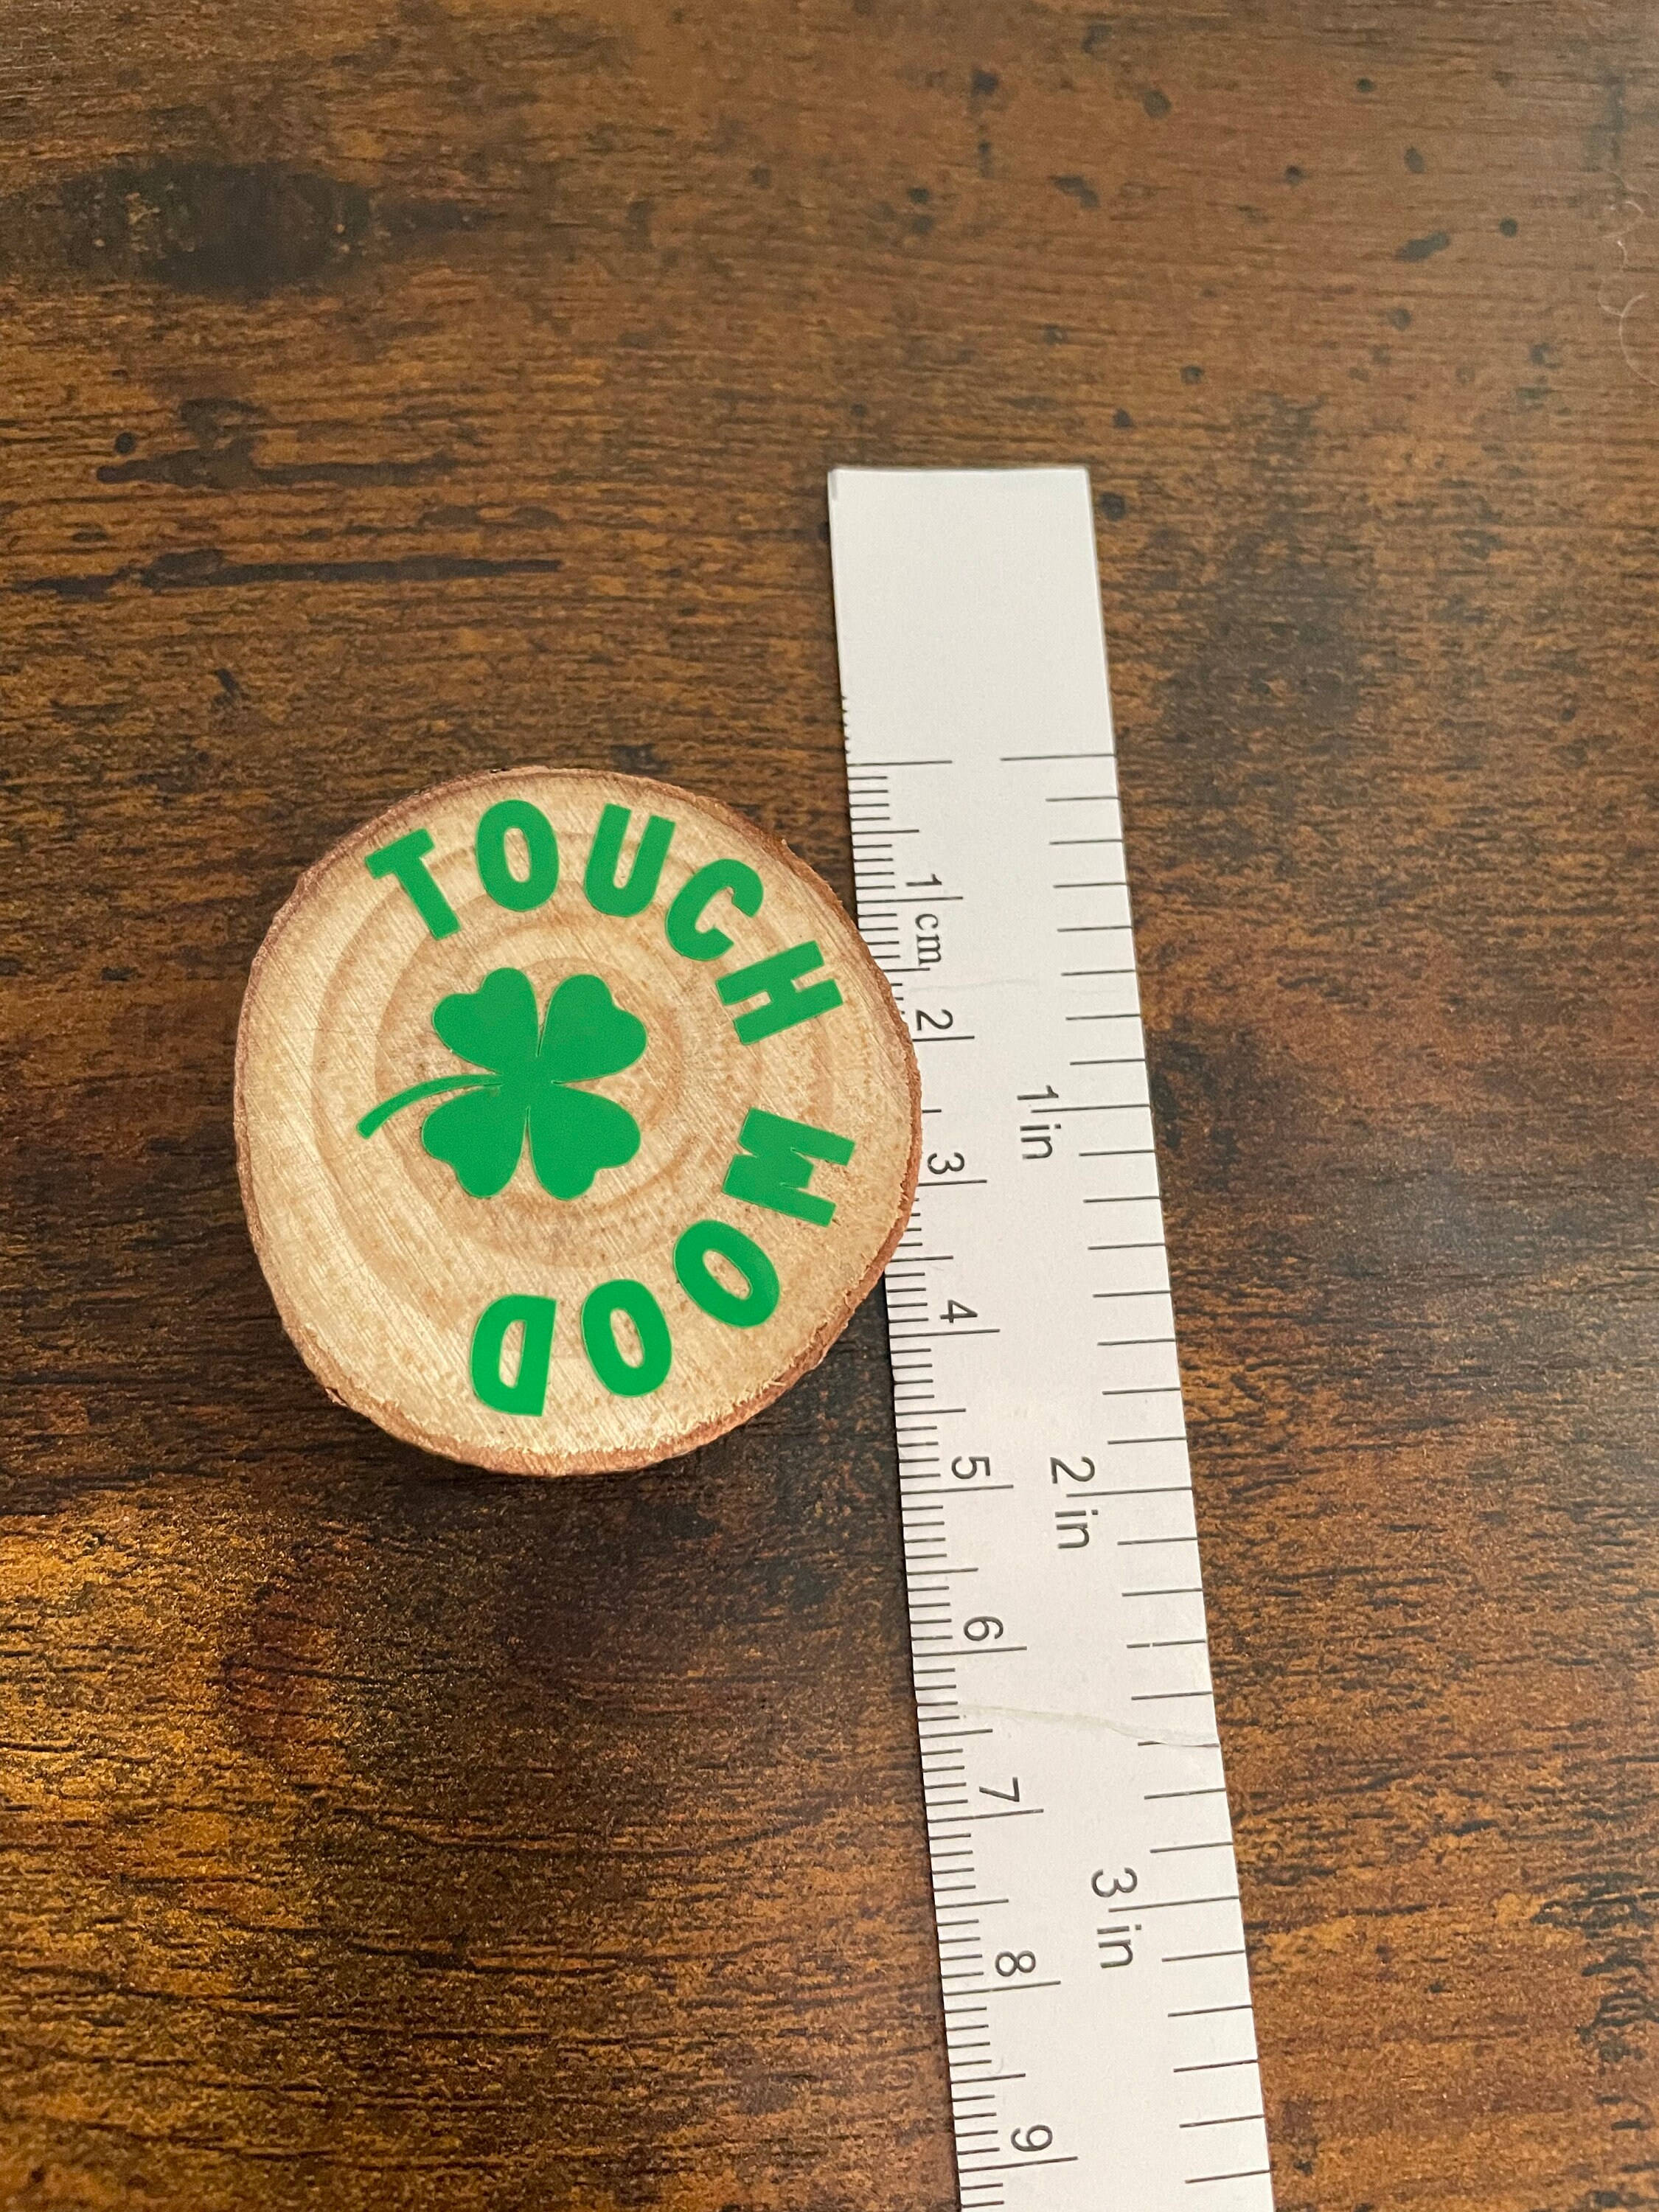 TOUCH WOOD
1 cm 2 3 4 5 6 7 8 9
1 in 2 in 3 in